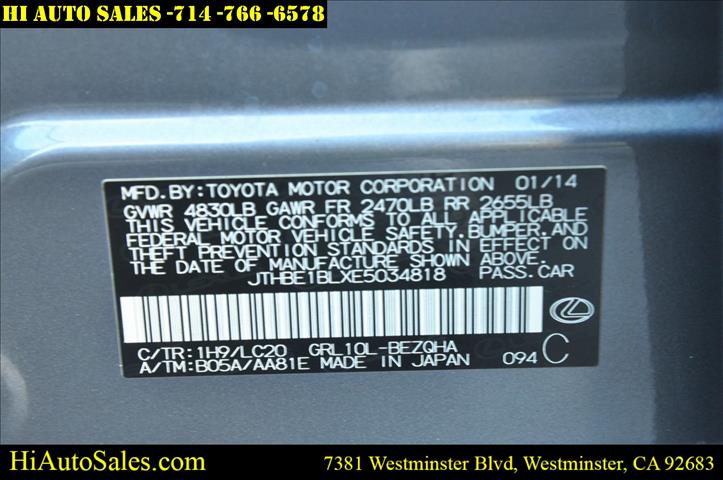 HI AUTO SALES -714 -766 -6578
MFD. BY: TOYOTA MOTOR CORPORATION 01/14
GVWR 4830LB GAWR FR 2470LB RR 2655LB
THIS VEHICLE CONFORMS TO ALL APPLICABLE
FEDERAL MOTOR VEHICLE SAFETY, BUMPER, AND
THEFT PREVENTION STANDARDS IN EFFECT ON
THE DATE OF MANUFACTURE SHOWN ABOVE.
JTHBE1BLXE5034818 PASS. CAR
C/TR: 1H9/LC20 GRL10L-BEZQHA
A/TM: B05A/AA81E MADE IN JAPAN 094 C
HiAutoSales.com 7381 Westminster Blvd, Westminster, CA 92683